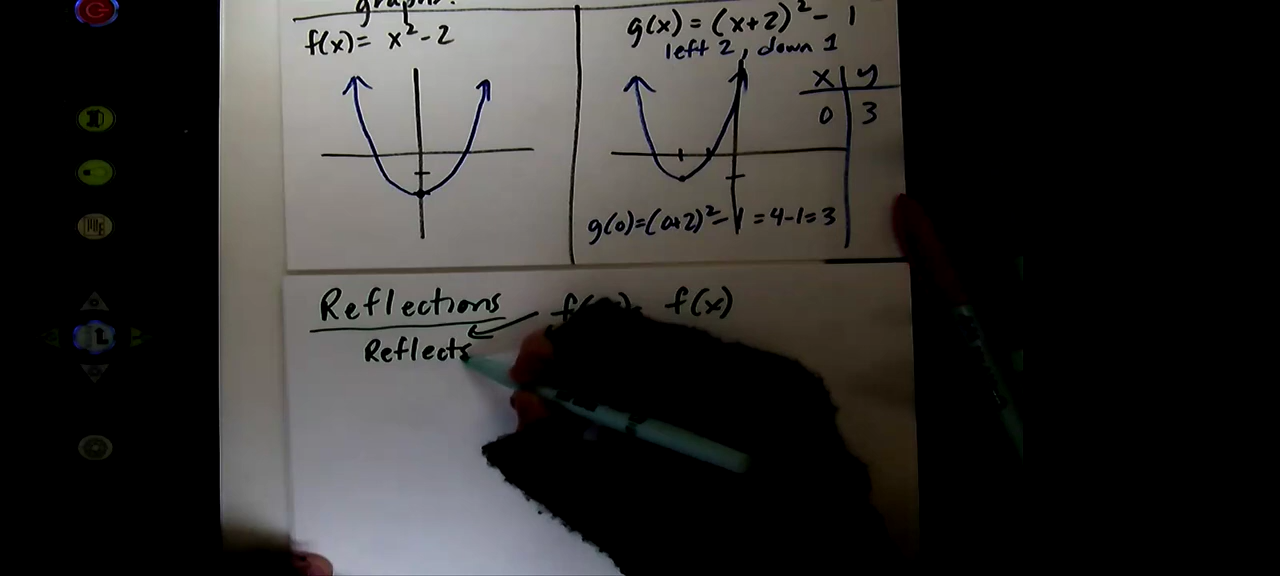 graphs.
f(x) = x² - 2
g(x) = (x+2)² - 1
left 2, down 1
x y
0 3
g(0) = (0+2)² - 1 = 4-1 = 3
Reflections
f(x)
Reflects